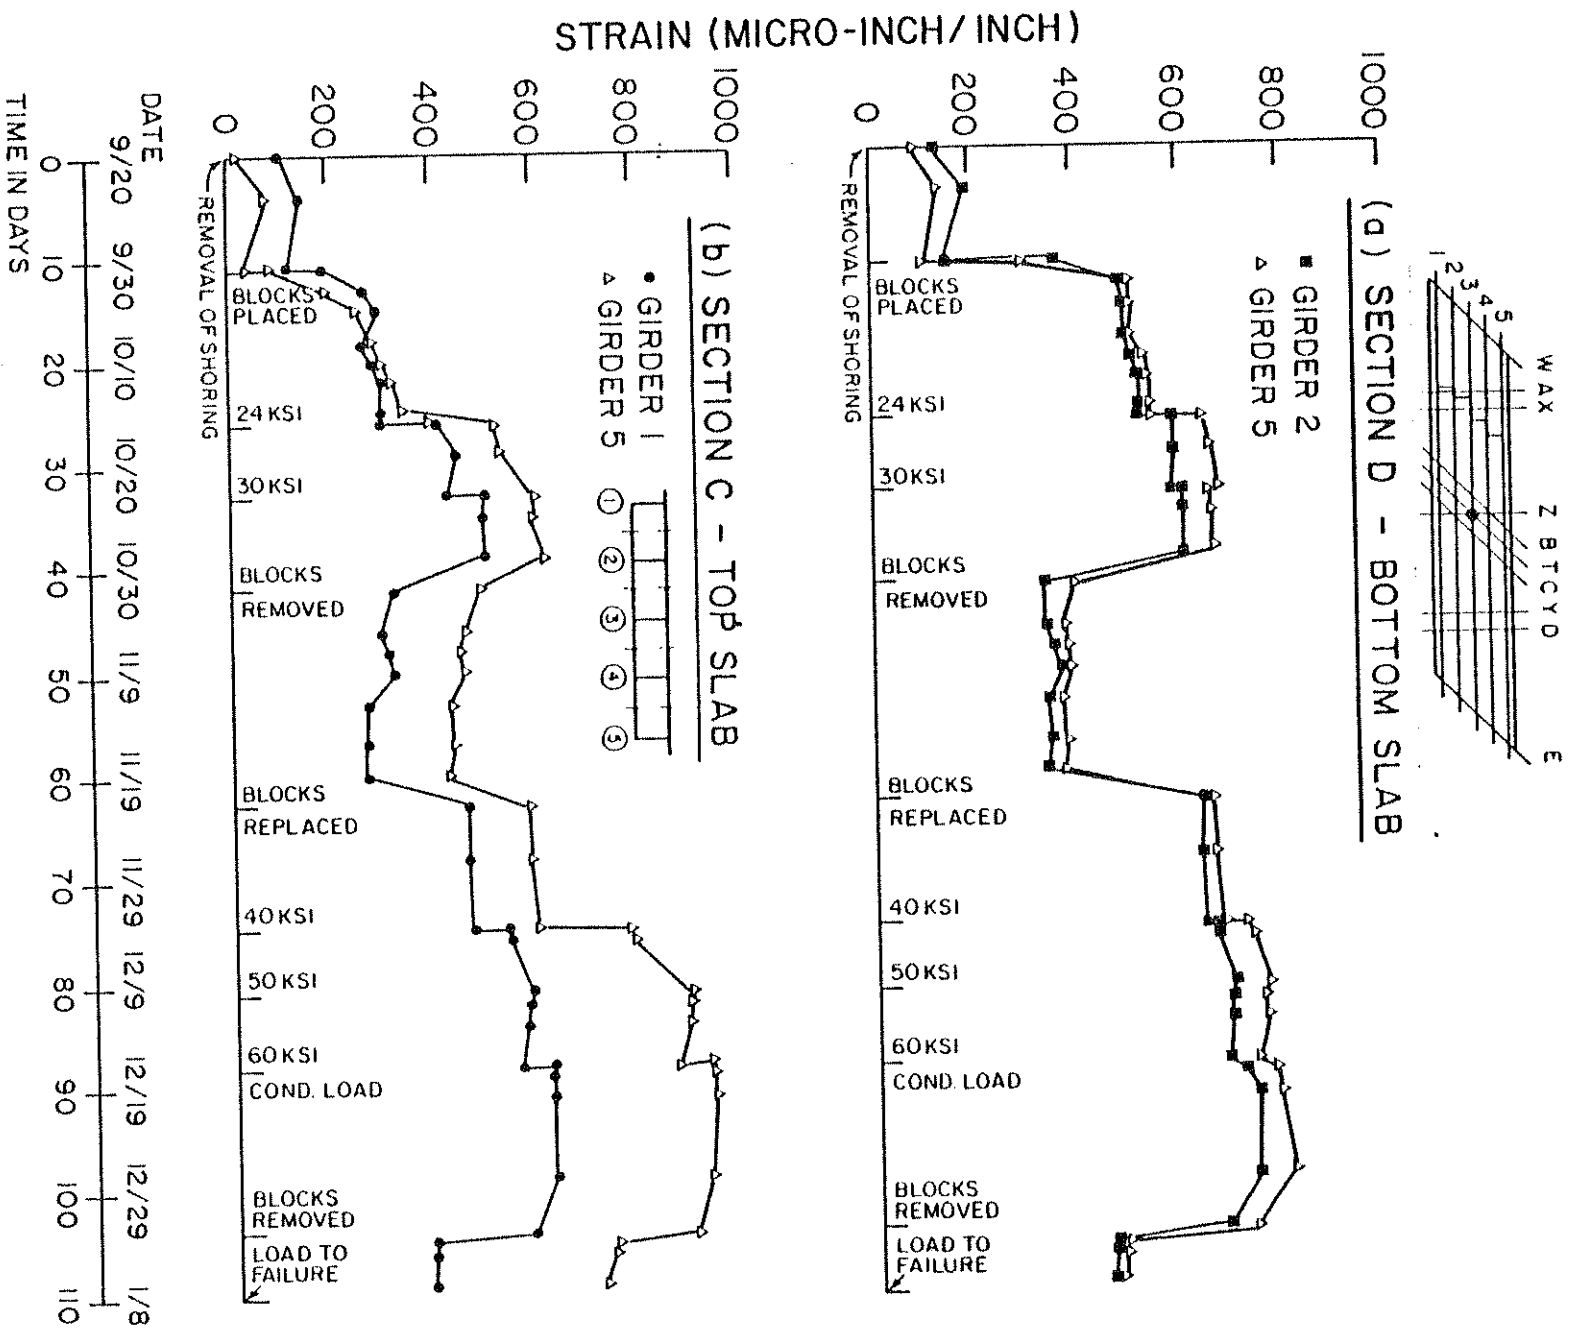 STRAIN (MICRO-INCH/INCH)
W A X Z B T C Y D E
1 2 3 4 5
(a) SECTION D - BOTTOM SLAB
■ GIRDER 2
△ GIRDER 5
1000
800
600
400
200
0
REMOVAL OF SHORING
BLOCKS
PLACED
24 KSI
30 KSI
BLOCKS
REMOVED
BLOCKS
REPLACED
40 KSI
50 KSI
60 KSI
COND. LOAD
BLOCKS
REMOVED
LOAD TO
FAILURE
(b) SECTION C - TOP SLAB
● GIRDER 1
△ GIRDER 5
① ② ③ ④ ⑤
1000
800
600
400
200
0
REMOVAL OF SHORING
BLOCKS
PLACED
24 KSI
30 KSI
BLOCKS
REMOVED
BLOCKS
REPLACED
40 KSI
50 KSI
60 KSI
COND. LOAD
BLOCKS
REMOVED
LOAD TO
FAILURE
DATE
9/20 9/30 10/10 10/20 10/30 11/9 11/19 11/29 12/9 12/19 12/29 1/8
0 10 20 30 40 50 60 70 80 90 100 110
TIME IN DAYS